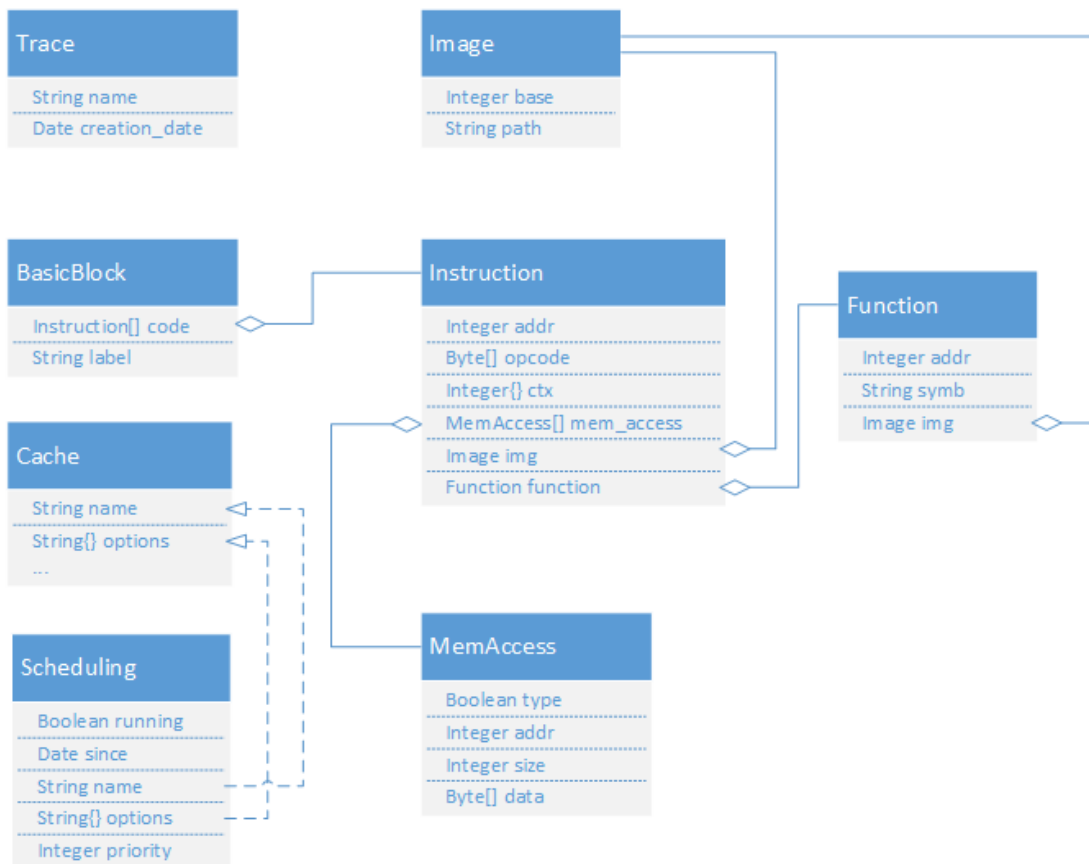 Trace
String name
Date creation_date
Image
Integer base
String path
BasicBlock
Instruction[] code
String label
Instruction
Integer addr
Byte[] opcode
Integer{} ctx
MemAccess[] mem_access
Image img
Function function
Function
Integer addr
String symb
Image img
Cache
String name
String{} options
...
Scheduling
Boolean running
Date since
String name
String{} options
Integer priority
MemAccess
Boolean type
Integer addr
Integer size
Byte[] data